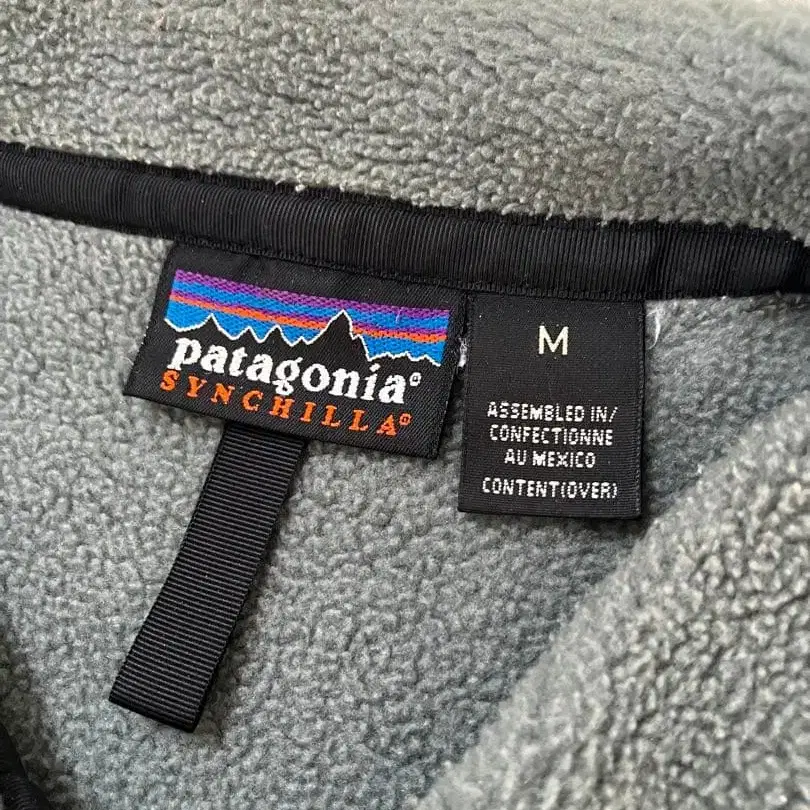 patagonia®
SYNCHILLA®
M
ASSEMBLED IN/
CONFECTIONNE
AU MEXICO
CONTENT(OVER)